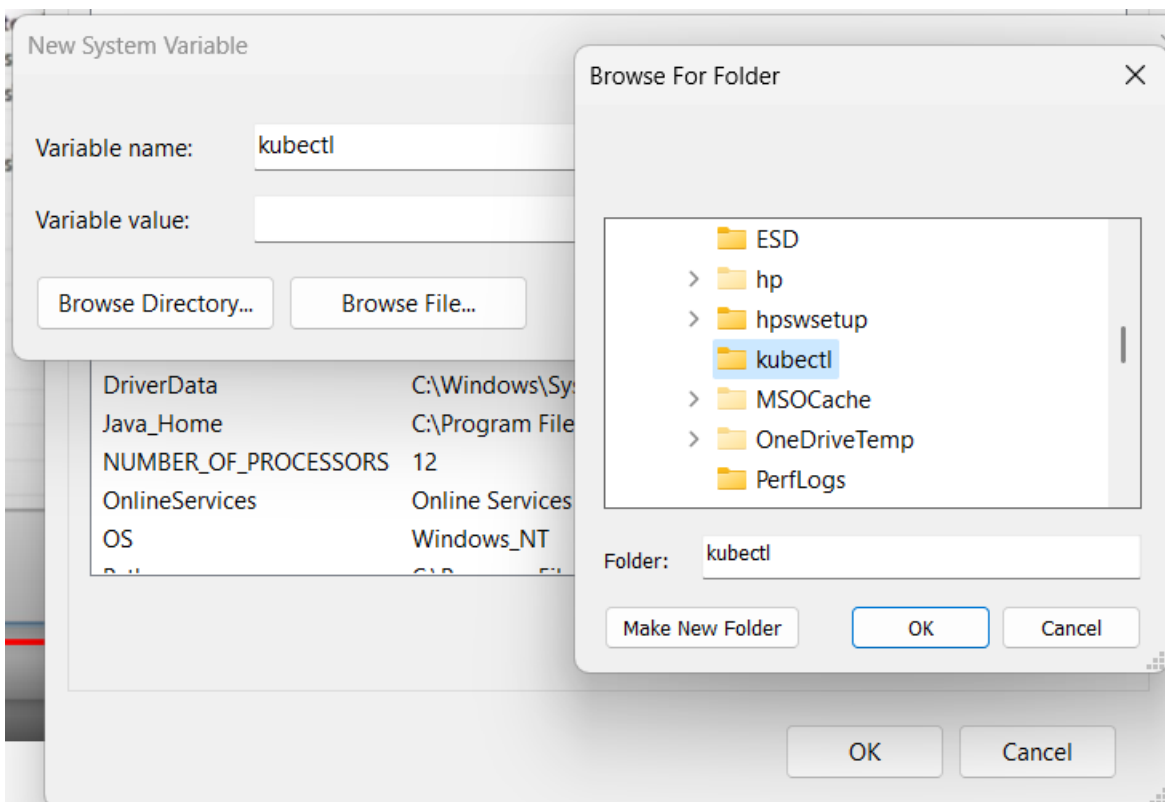 New System Variable
Variable name:
kubectl
Variable value:
Browse Directory...
Browse File...
DriverData
C:\Windows\Sy
Java_Home
C:\Program File
NUMBER_OF_PROCESSORS
12
OnlineServices
Online Services
OS
Windows_NT
Browse For Folder
ESD
hp
hpswsetup
kubectl
MSOCache
OneDriveTemp
PerfLogs
Folder:
kubectl
Make New Folder
OK
Cancel
OK
Cancel